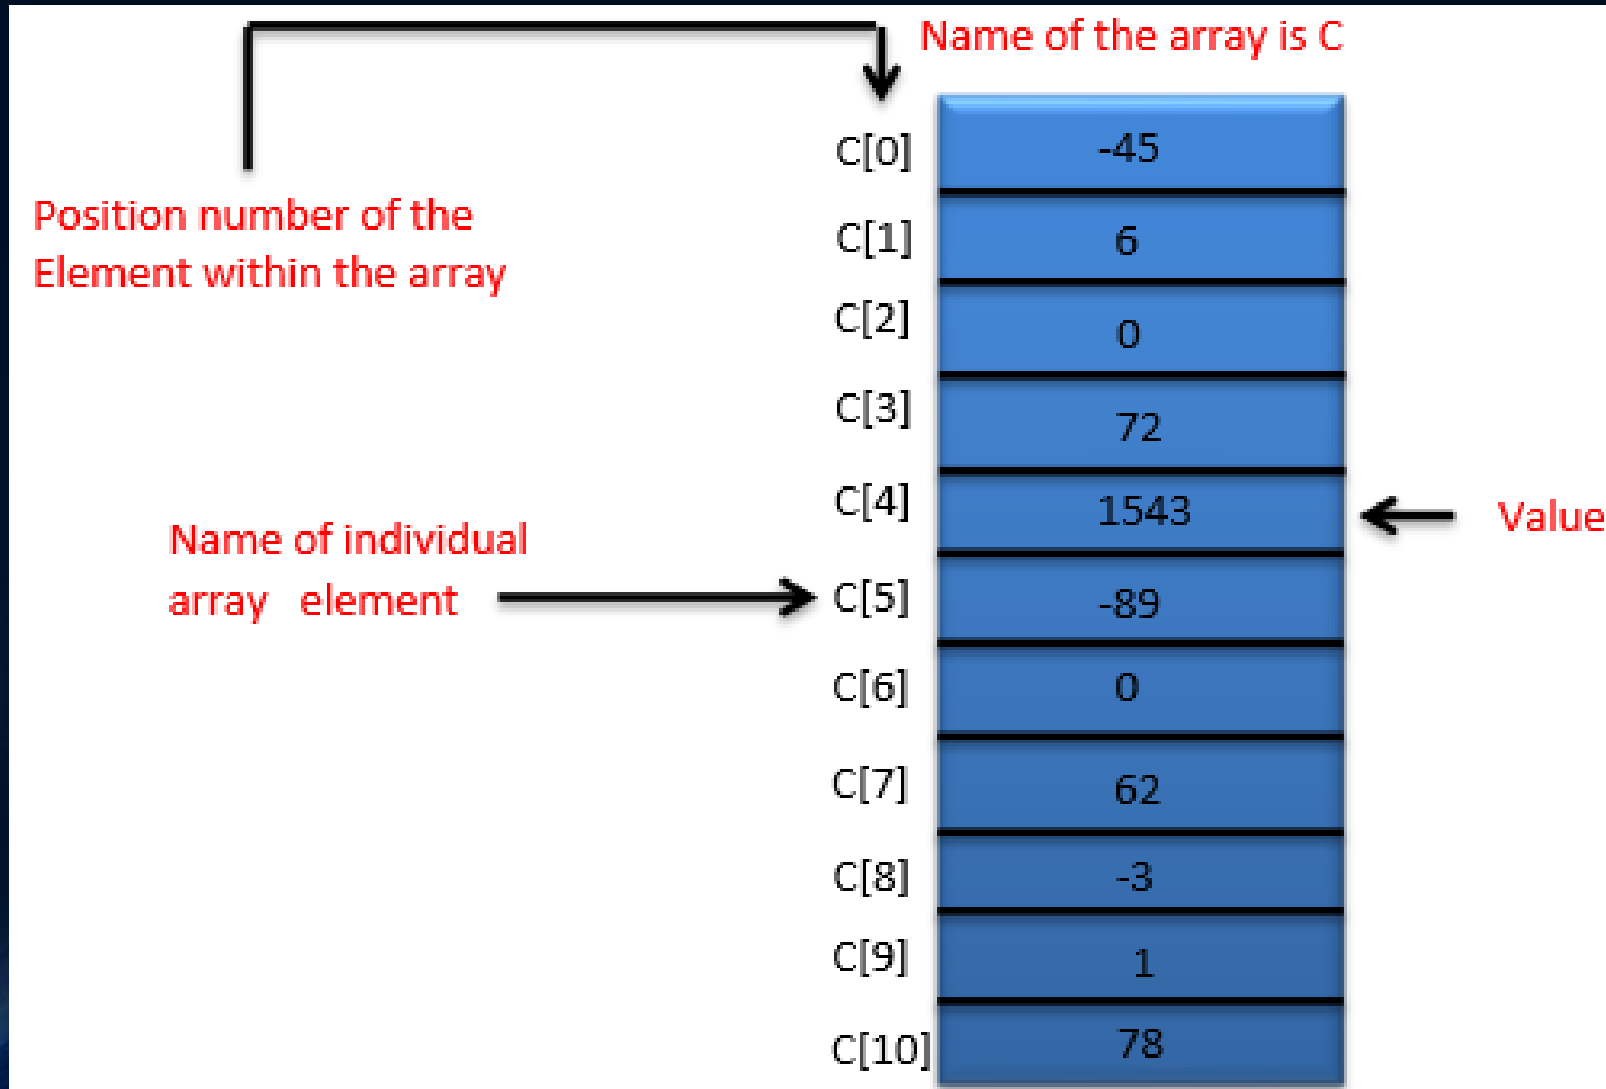 Name of the array is C
C[0] -45
Position number of the
Element within the array
C[1] 6
C[2] 0
C[3] 72
C[4] 1543
Value
Name of individual
array element
C[5] -89
C[6] 0
C[7] 62
C[8] -3
C[9] 1
C[10] 78